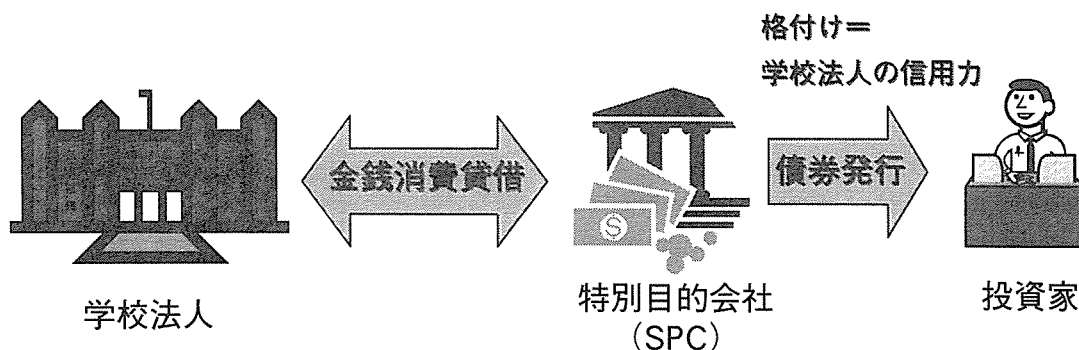 格付け＝
学校法人の信用力
金銭消費貸借
債券発行
学校法人
特別目的会社
（SPC）
投資家